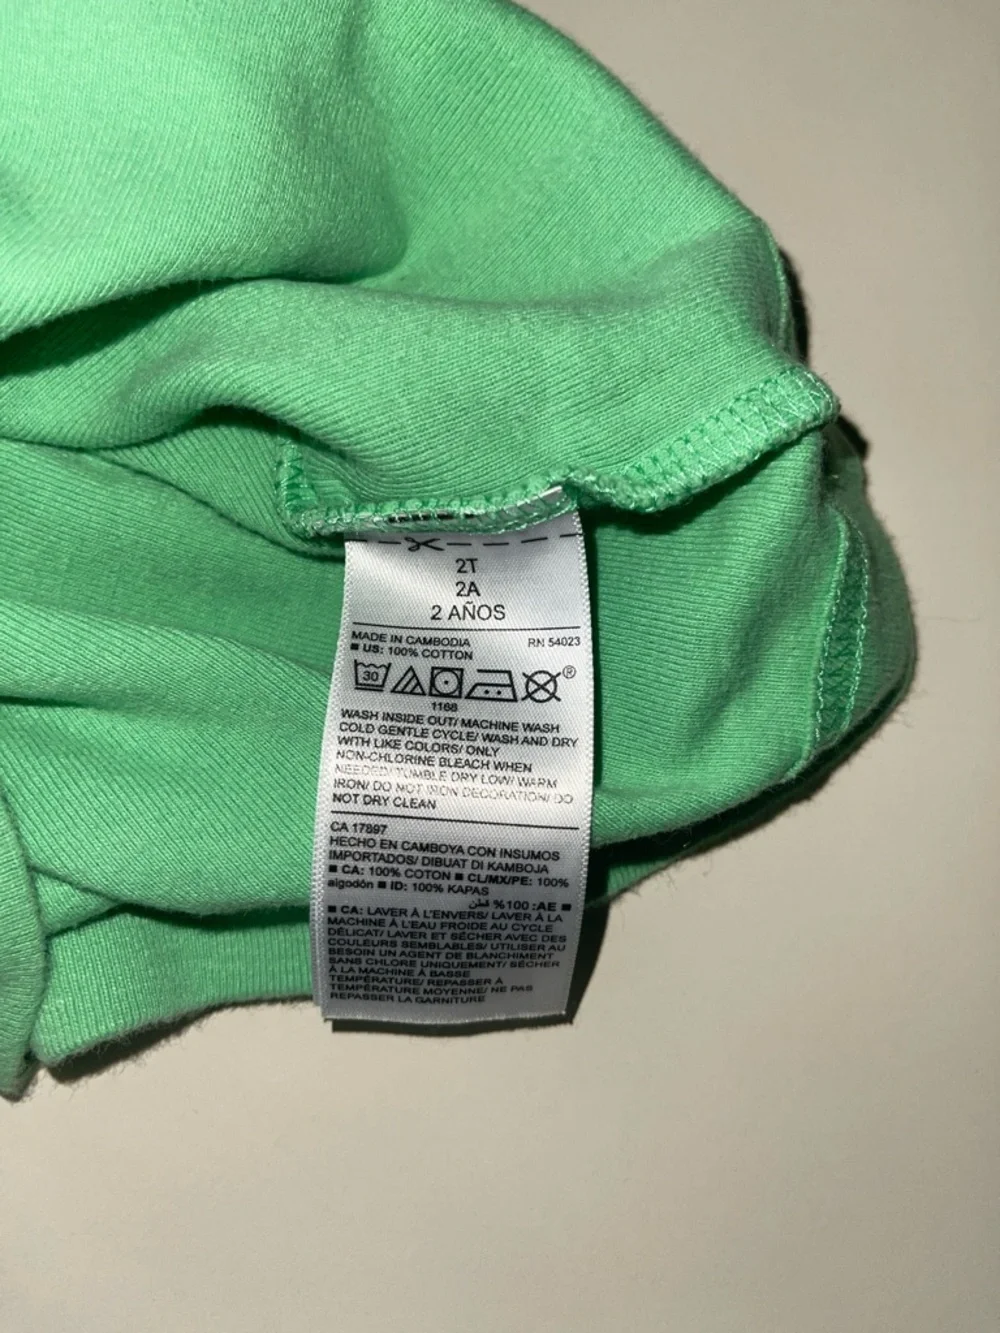 2T
2A
2 AÑOS
MADE IN CAMBODIA RN 54023
■ US: 100% COTTON
30 ®
1168
WASH INSIDE OUT/ MACHINE WASH
COLD GENTLE CYCLE/ WASH AND DRY
WITH LIKE COLORS/ ONLY
NON-CHLORINE BLEACH WHEN
NEEDED/ TUMBLE DRY LOW/ WARM
IRON/ DO NOT IRON DECORATION/ DO
NOT DRY CLEAN
CA 17897
HECHO EN CAMBOYA CON INSUMOS
IMPORTADOS/ DIBUAT DI KAMBOJA
■ CA: 100% COTON ■ CL/MX/PE: 100%
algodón ■ ID: 100% KAPAS
■ AE: 100% قطن
■ CA: LAVER À L'ENVERS/ LAVER À LA
MACHINE À L'EAU FROIDE AU CYCLE
DÉLICAT/ LAVER ET SÉCHER AVEC DES
COULEURS SEMBLABLES/ UTILISER AU
BESOIN UN AGENT DE BLANCHIMENT
SANS CHLORE UNIQUEMENT/ SÉCHER
À LA MACHINE À BASSE
TEMPÉRATURE/ REPASSER À
TEMPÉRATURE MOYENNE/ NE PAS
REPASSER LA GARNITURE